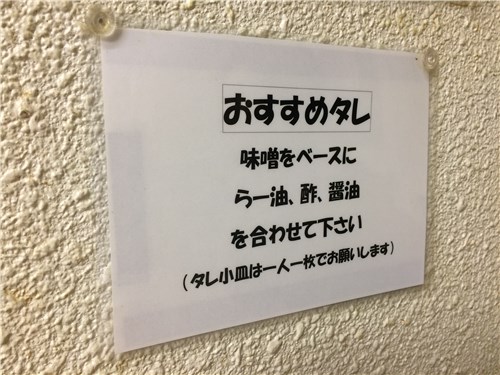 おすすめタレ
味噌をベースに
らー油、酢、醤油
を合わせて下さい
(タレ小皿は一人一枚でお願いします)